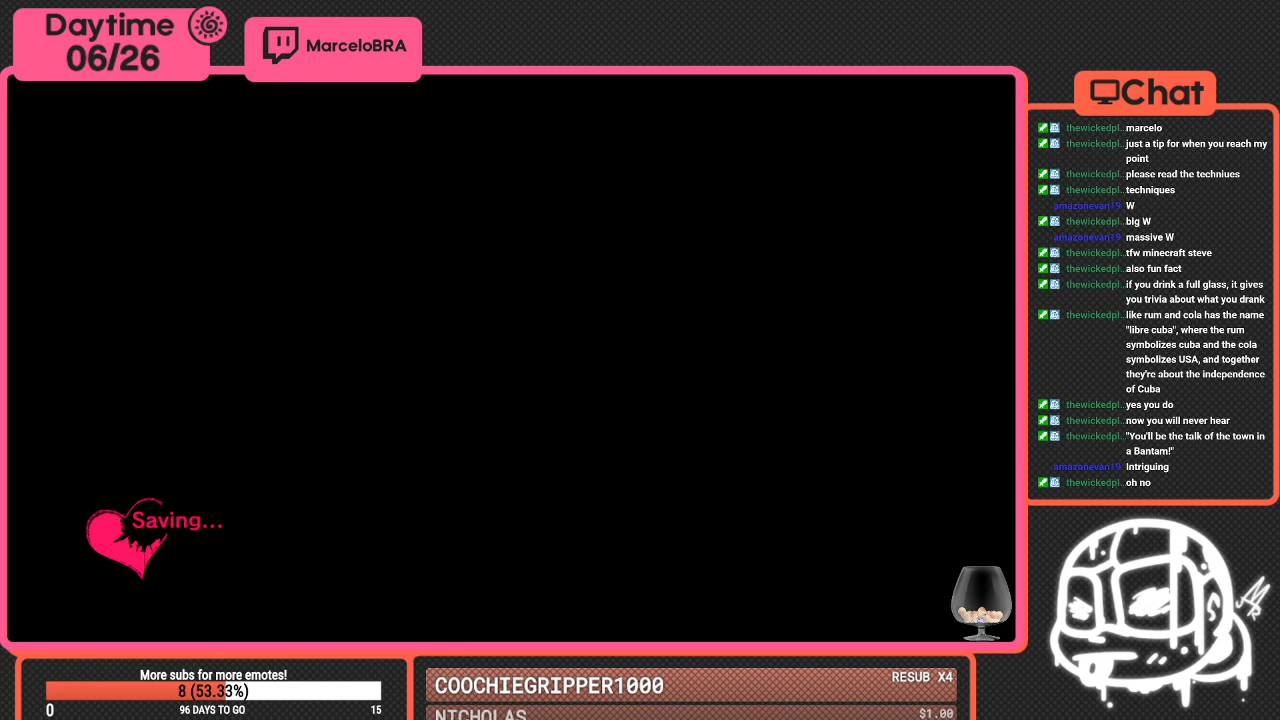 Daytime
06/26
MarceloBRA
Chat
thewickedpl... marcelo
thewickedpl... just a tip for when you reach my
point
thewickedpl... please read the techniues
thewickedpl... techniques
amazonevan19 W
thewickedpl... big W
amazonevan19 massive W
thewickedpl... tfw minecraft steve
thewickedpl... also fun fact
thewickedpl... if you drink a full glass, it gives
you trivia about what you drank
thewickedpl... like rum and cola has the name
"libre cuba", where the rum
symbolizes cuba and the cola
symbolizes USA, and together
they're about the independence
of Cuba
thewickedpl... yes you do
thewickedpl... now you will never hear
thewickedpl... "You'll be the talk of the town in
a Bantam!"
amazonevan19 Intriguing
thewickedpl... oh no
Saving...
More subs for more emotes!
8 (53.33%)
0 96 DAYS TO GO 15
COOCHIEGRIPPER1000 RESUB X4
NICHOLAS $1.00